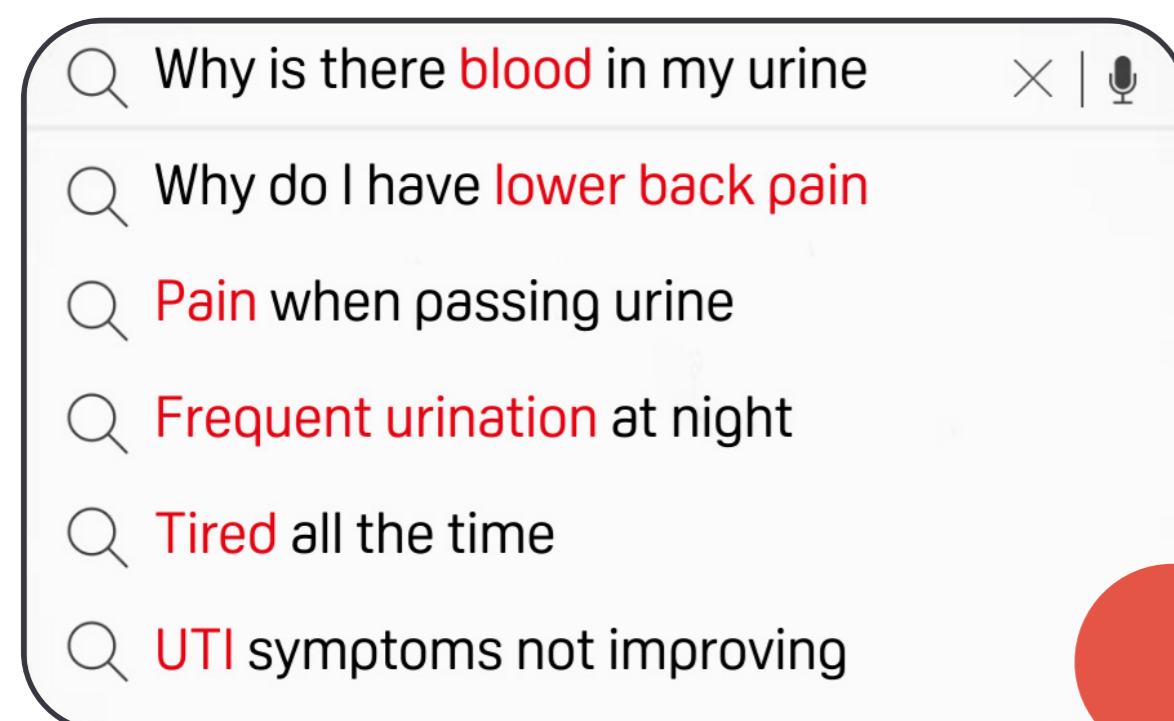 Why is there blood in my urine
Why do I have lower back pain
Pain when passing urine
Frequent urination at night
Tired all the time
UTI symptoms not improving